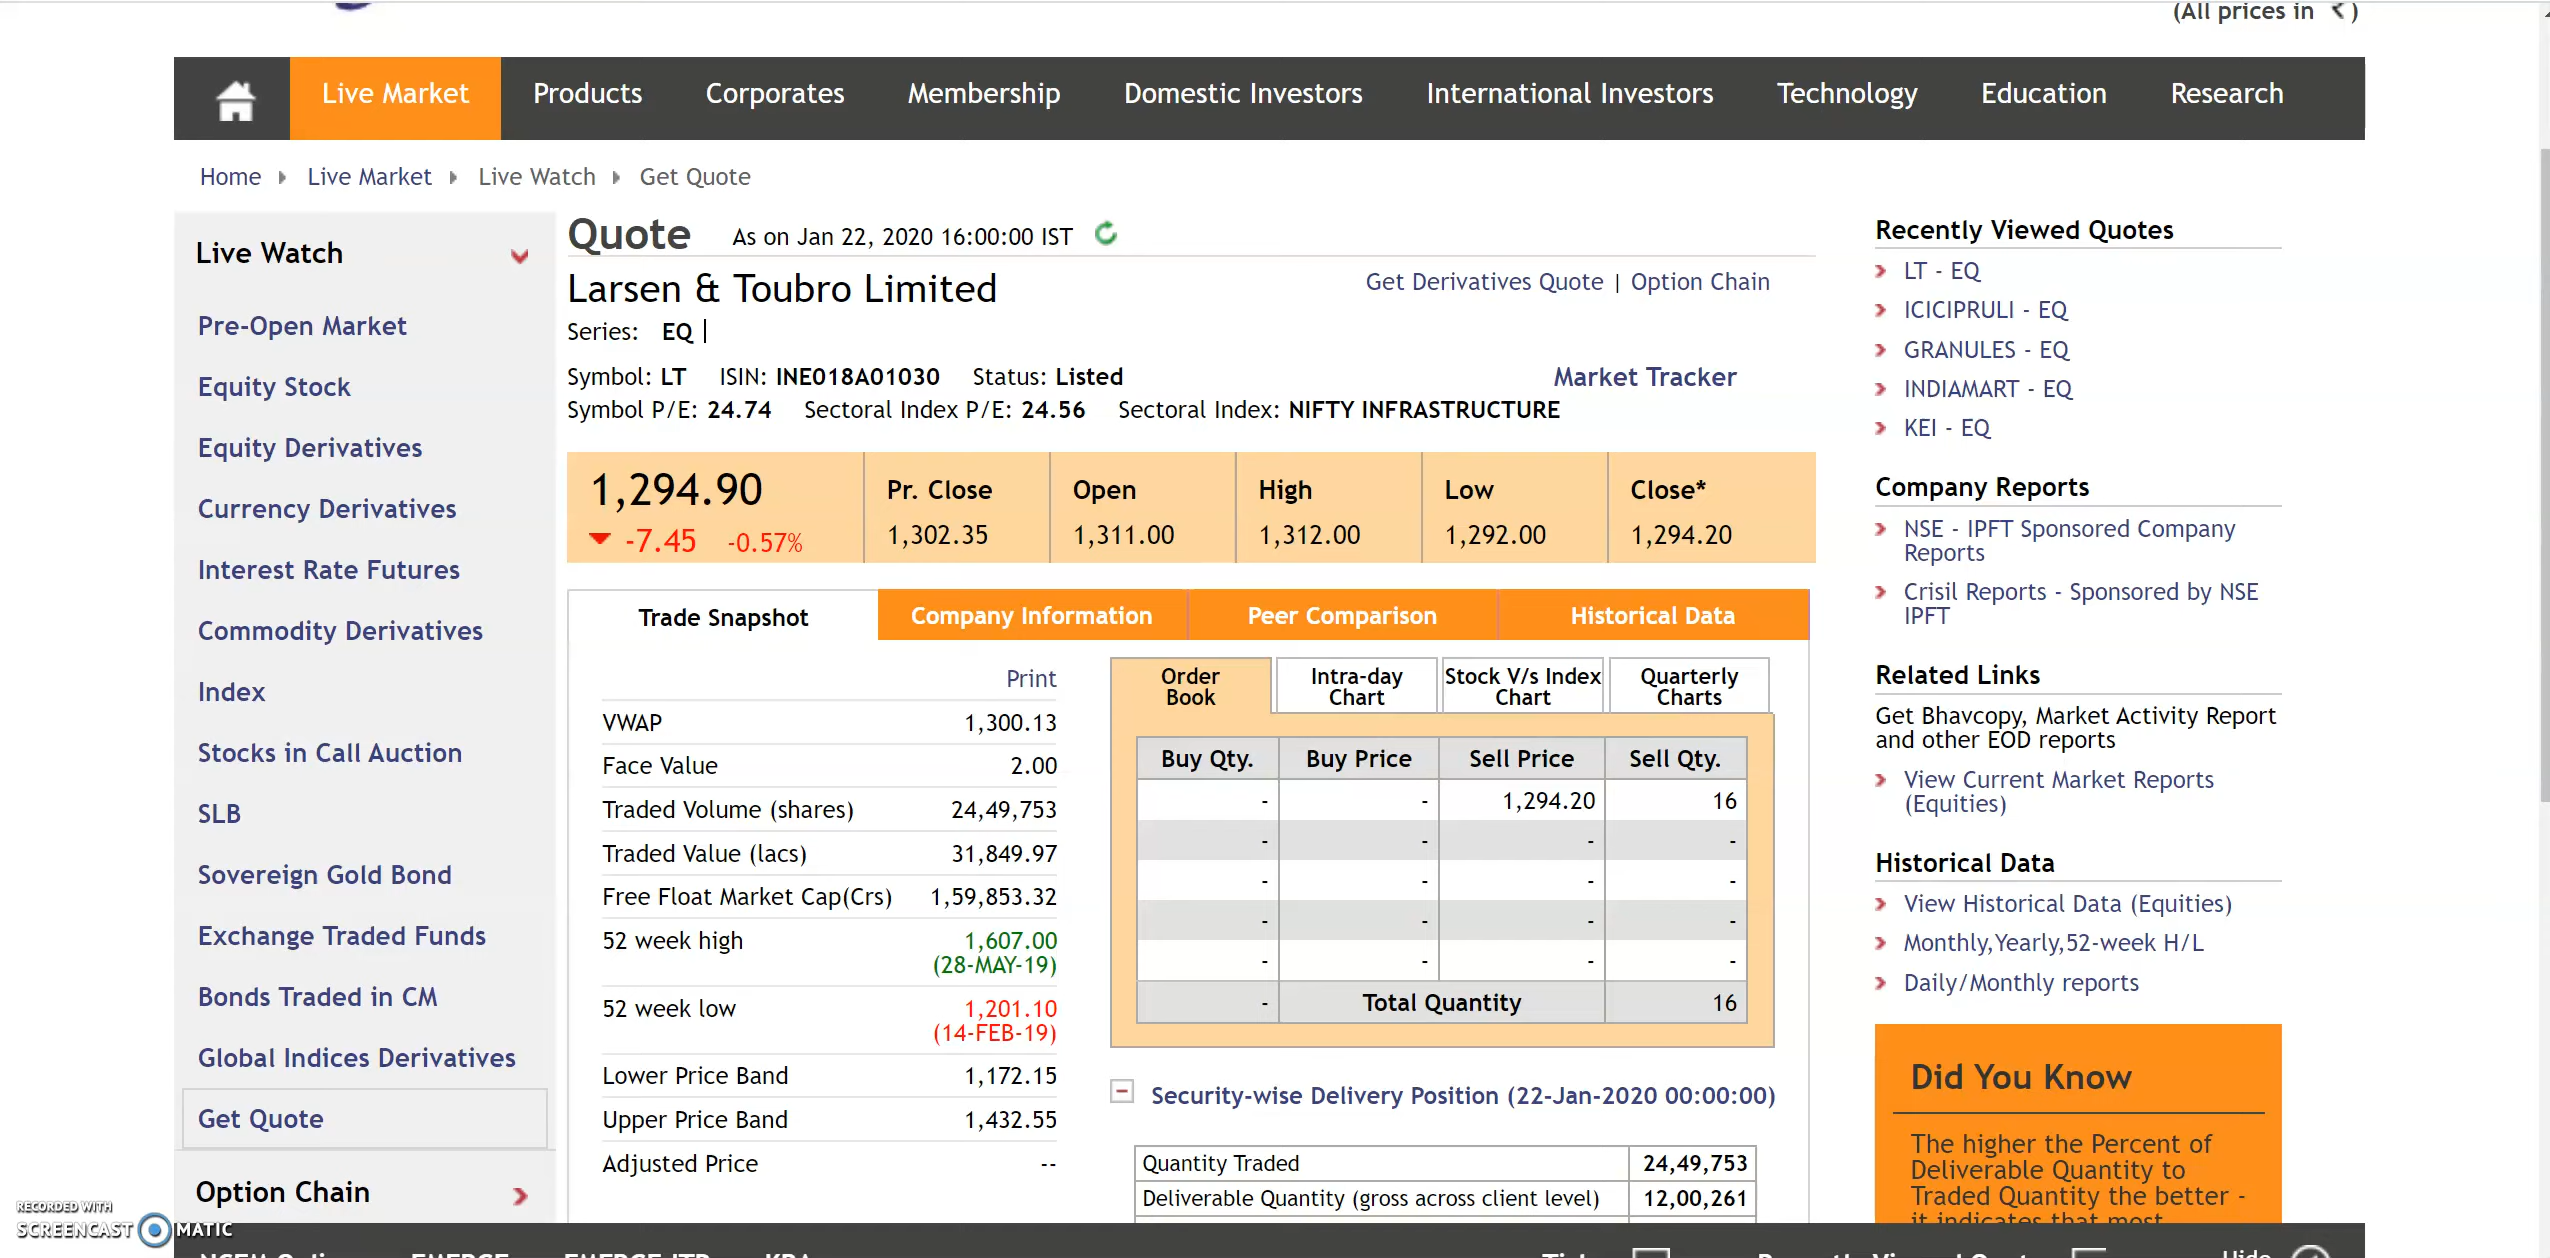 (All prices in ₹)
Live Market Products Corporates Membership Domestic Investors International Investors Technology Education Research
Home Live Market Live Watch Get Quote
Live Watch
Pre-Open Market
Equity Stock
Equity Derivatives
Currency Derivatives
Interest Rate Futures
Commodity Derivatives
Index
Stocks in Call Auction
SLB
Sovereign Gold Bond
Exchange Traded Funds
Bonds Traded in CM
Global Indices Derivatives
Get Quote
Option Chain
Quote As on Jan 22, 2020 16:00:00 IST
Larsen & Toubro Limited
Get Derivatives Quote | Option Chain
Series: EQ |
Symbol: LT ISIN: INE018A01030 Status: Listed
Market Tracker
Symbol P/E: 24.74 Sectoral Index P/E: 24.56 Sectoral Index: NIFTY INFRASTRUCTURE
1,294.90 Pr. Close Open High Low Close*
-7.45 -0.57% 1,302.35 1,311.00 1,312.00 1,292.00 1,294.20
Trade Snapshot Company Information Peer Comparison Historical Data
Print
VWAP 1,300.13
Face Value 2.00
Traded Volume (shares) 24,49,753
Traded Value (lacs) 31,849.97
Free Float Market Cap(Crs) 1,59,853.32
52 week high 1,607.00
(28-MAY-19)
52 week low 1,201.10
(14-FEB-19)
Lower Price Band 1,172.15
Upper Price Band 1,432.55
Adjusted Price --
Order Book
Intra-day Chart
Stock V/s Index Chart
Quarterly Charts
Buy Qty. Buy Price Sell Price Sell Qty.
- - 1,294.20 16
- - - -
- - - -
- - - -
- - - -
- Total Quantity 16
Security-wise Delivery Position (22-Jan-2020 00:00:00)
Quantity Traded 24,49,753
Deliverable Quantity (gross across client level) 12,00,261
Recently Viewed Quotes
LT - EQ
ICICIPRULI - EQ
GRANULES - EQ
INDIAMART - EQ
KEI - EQ
Company Reports
NSE - IPFT Sponsored Company
Reports
Crisil Reports - Sponsored by NSE
IPFT
Related Links
Get Bhavcopy, Market Activity Report
and other EOD reports
View Current Market Reports
(Equities)
Historical Data
View Historical Data (Equities)
Monthly,Yearly,52-week H/L
Daily/Monthly reports
Did You Know
The higher the Percent of
Deliverable Quantity to
Traded Quantity the better -
it indicates that most
RECORDED WITH
SCREENCAST MATIC